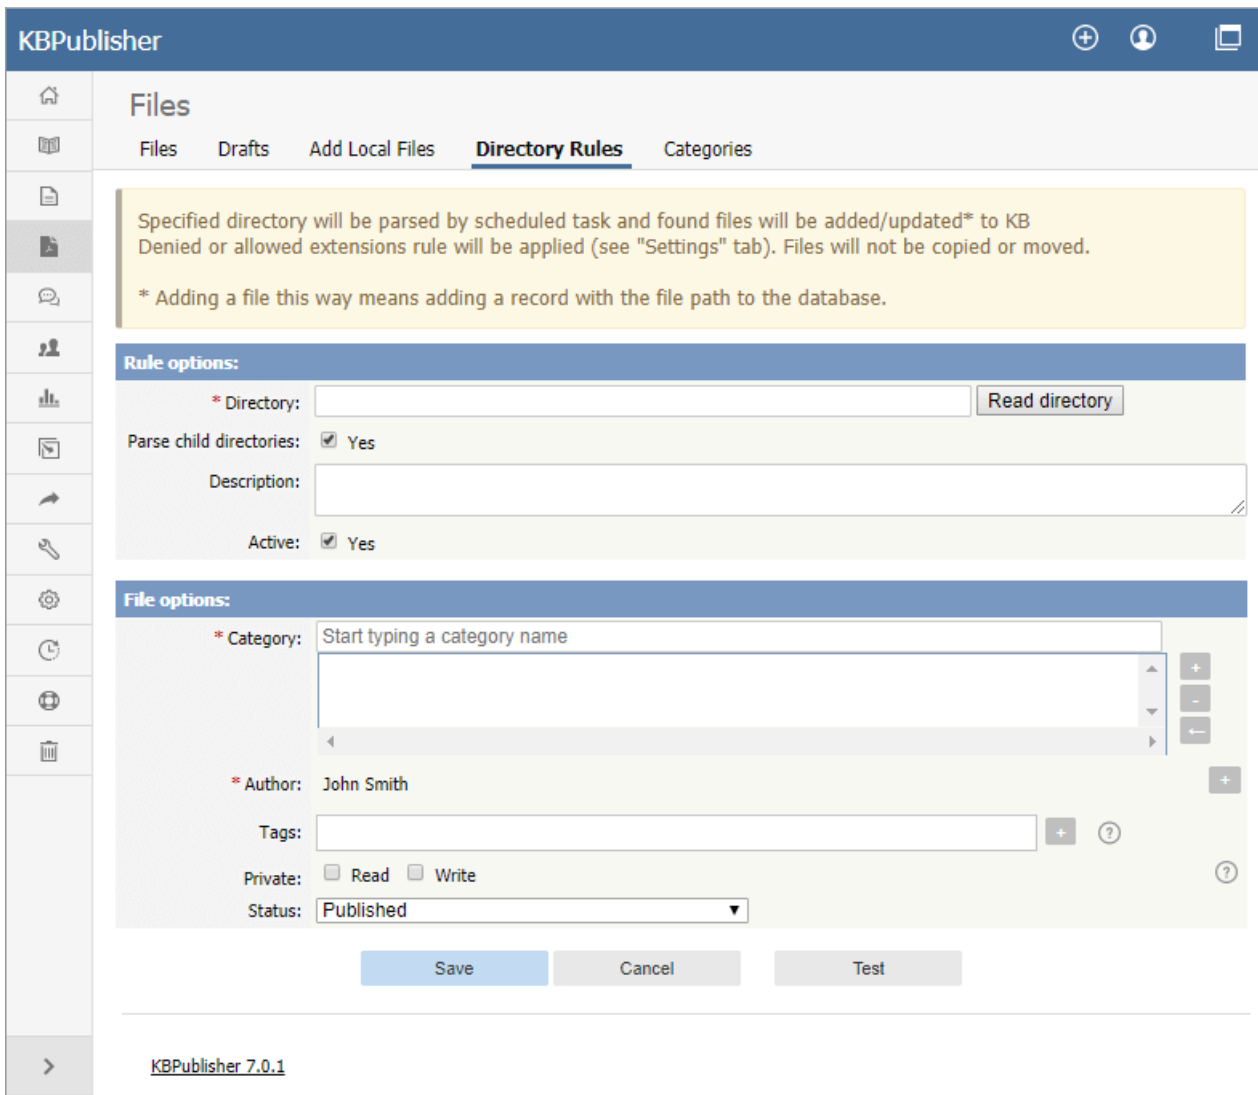 KBPublisher
Files
Files Drafts Add Local Files Directory Rules Categories
Specified directory will be parsed by scheduled task and found files will be added/updated* to KB
Denied or allowed extensions rule will be applied (see "Settings" tab). Files will not be copied or moved.
* Adding a file this way means adding a record with the file path to the database.
Rule options:
* Directory: Read directory
Parse child directories: Yes
Description:
Active: Yes
File options:
* Category: Start typing a category name
+
-
←
* Author: John Smith +
Tags: + ?
Private: Read Write ?
Status: Published
Save Cancel Test
KBPublisher 7.0.1